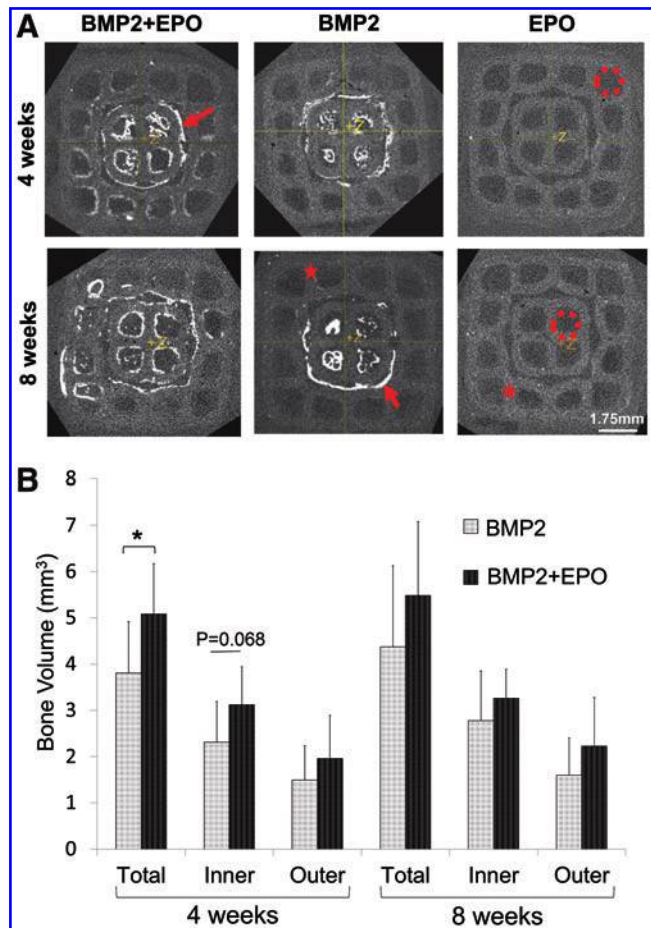 A
BMP2+EPO BMP2 EPO
4 weeks
+Z +Z +Z
8 weeks
+Z +Z +Z
1.75mm
B
Bone Volume (mm³)
8
7
6
5
4
3
2
1
0
*
P=0.068
BMP2
BMP2+EPO
Total Inner Outer Total Inner Outer
4 weeks 8 weeks